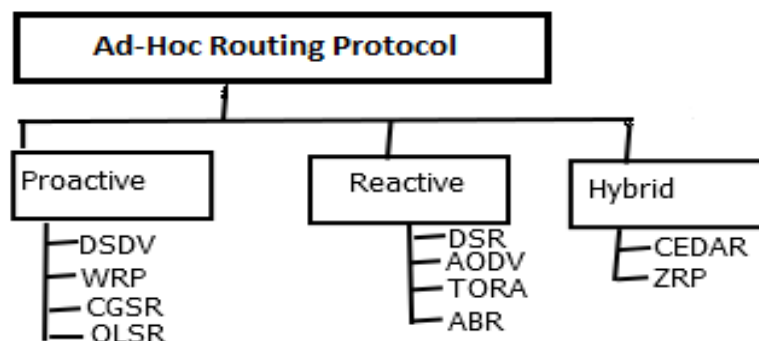 Ad-Hoc Routing Protocol
Proactive
DSDV
WRP
CGSR
OLSR
Reactive
DSR
AODV
TORA
ABR
Hybrid
CEDAR
ZRP